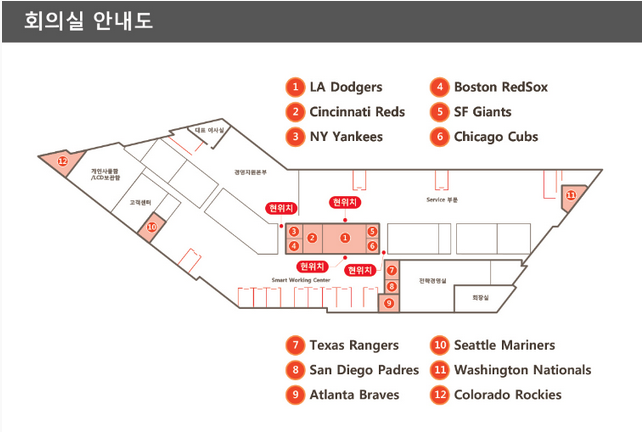 회의실 안내도
1 LA Dodgers
4 Boston RedSox
2 Cincinnati Reds
5 SF Giants
3 NY Yankees
6 Chicago Cubs
대표 이사실
12
개인사물함
/LCD보관함
경영지원본부
11
고객센터
Service 부문
현위치
현위치
10
3
4
2
1
5
6
현위치
현위치
7
8
9
Smart Working Center
전략경영실
회장실
7 Texas Rangers
10 Seattle Mariners
8 San Diego Padres
11 Washington Nationals
9 Atlanta Braves
12 Colorado Rockies